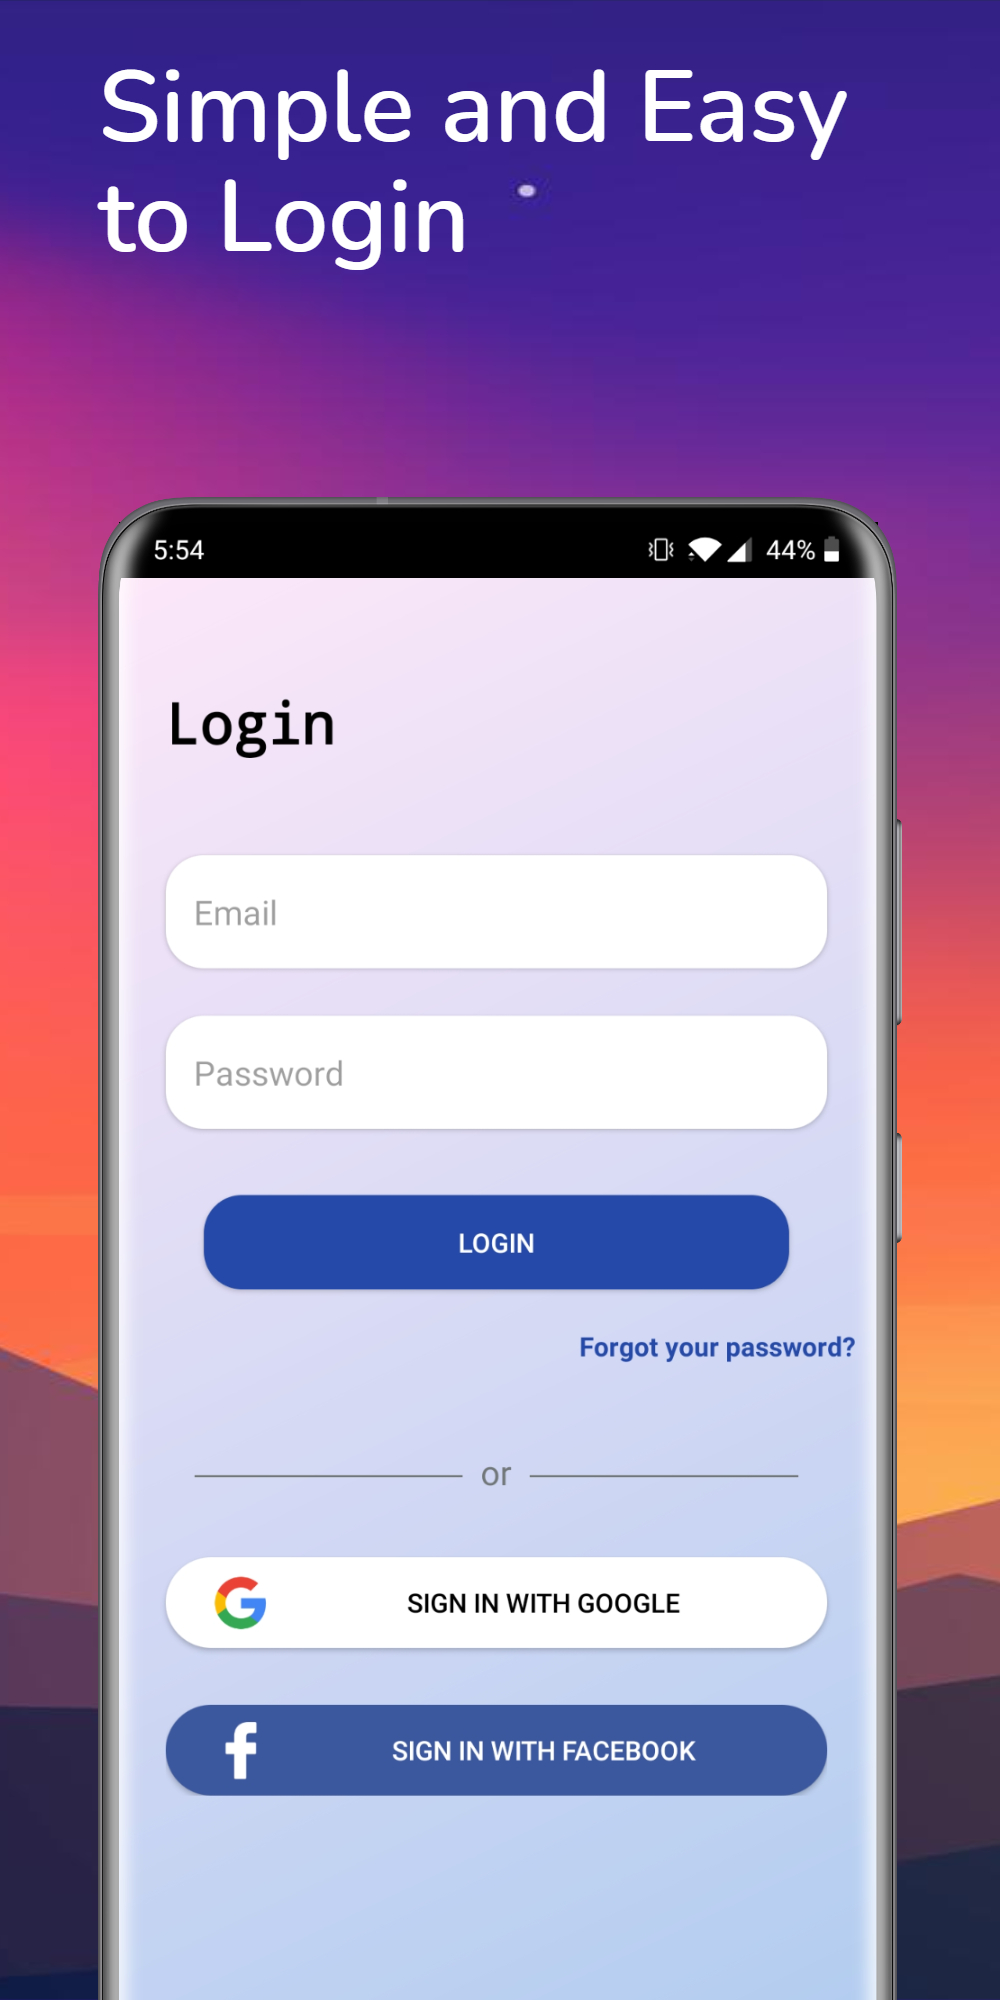 Simple and Easy
to Login
5:54
44%
Login
Email
Password
LOGIN
Forgot your password?
or
SIGN IN WITH GOOGLE
SIGN IN WITH FACEBOOK